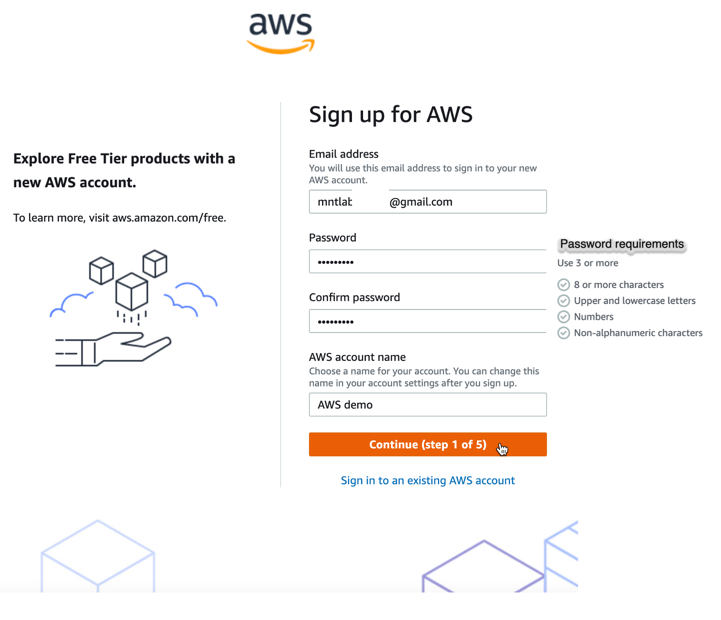 aws
Explore Free Tier products with a
new AWS account.
To learn more, visit aws.amazon.com/free.
Sign up for AWS
Email address
You will use this email address to sign in to your new
AWS account.
@gmail.com
Password
•••••••••
Confirm password
•••••••••
AWS account name
Choose a name for your account. You can change this
name in your account settings after you sign up.
AWS demo
Continue (step 1 of 5)
Sign in to an existing AWS account
Password requirements
Use 3 or more
8 or more characters
Upper and lowercase letters
Numbers
Non-alphanumeric characters